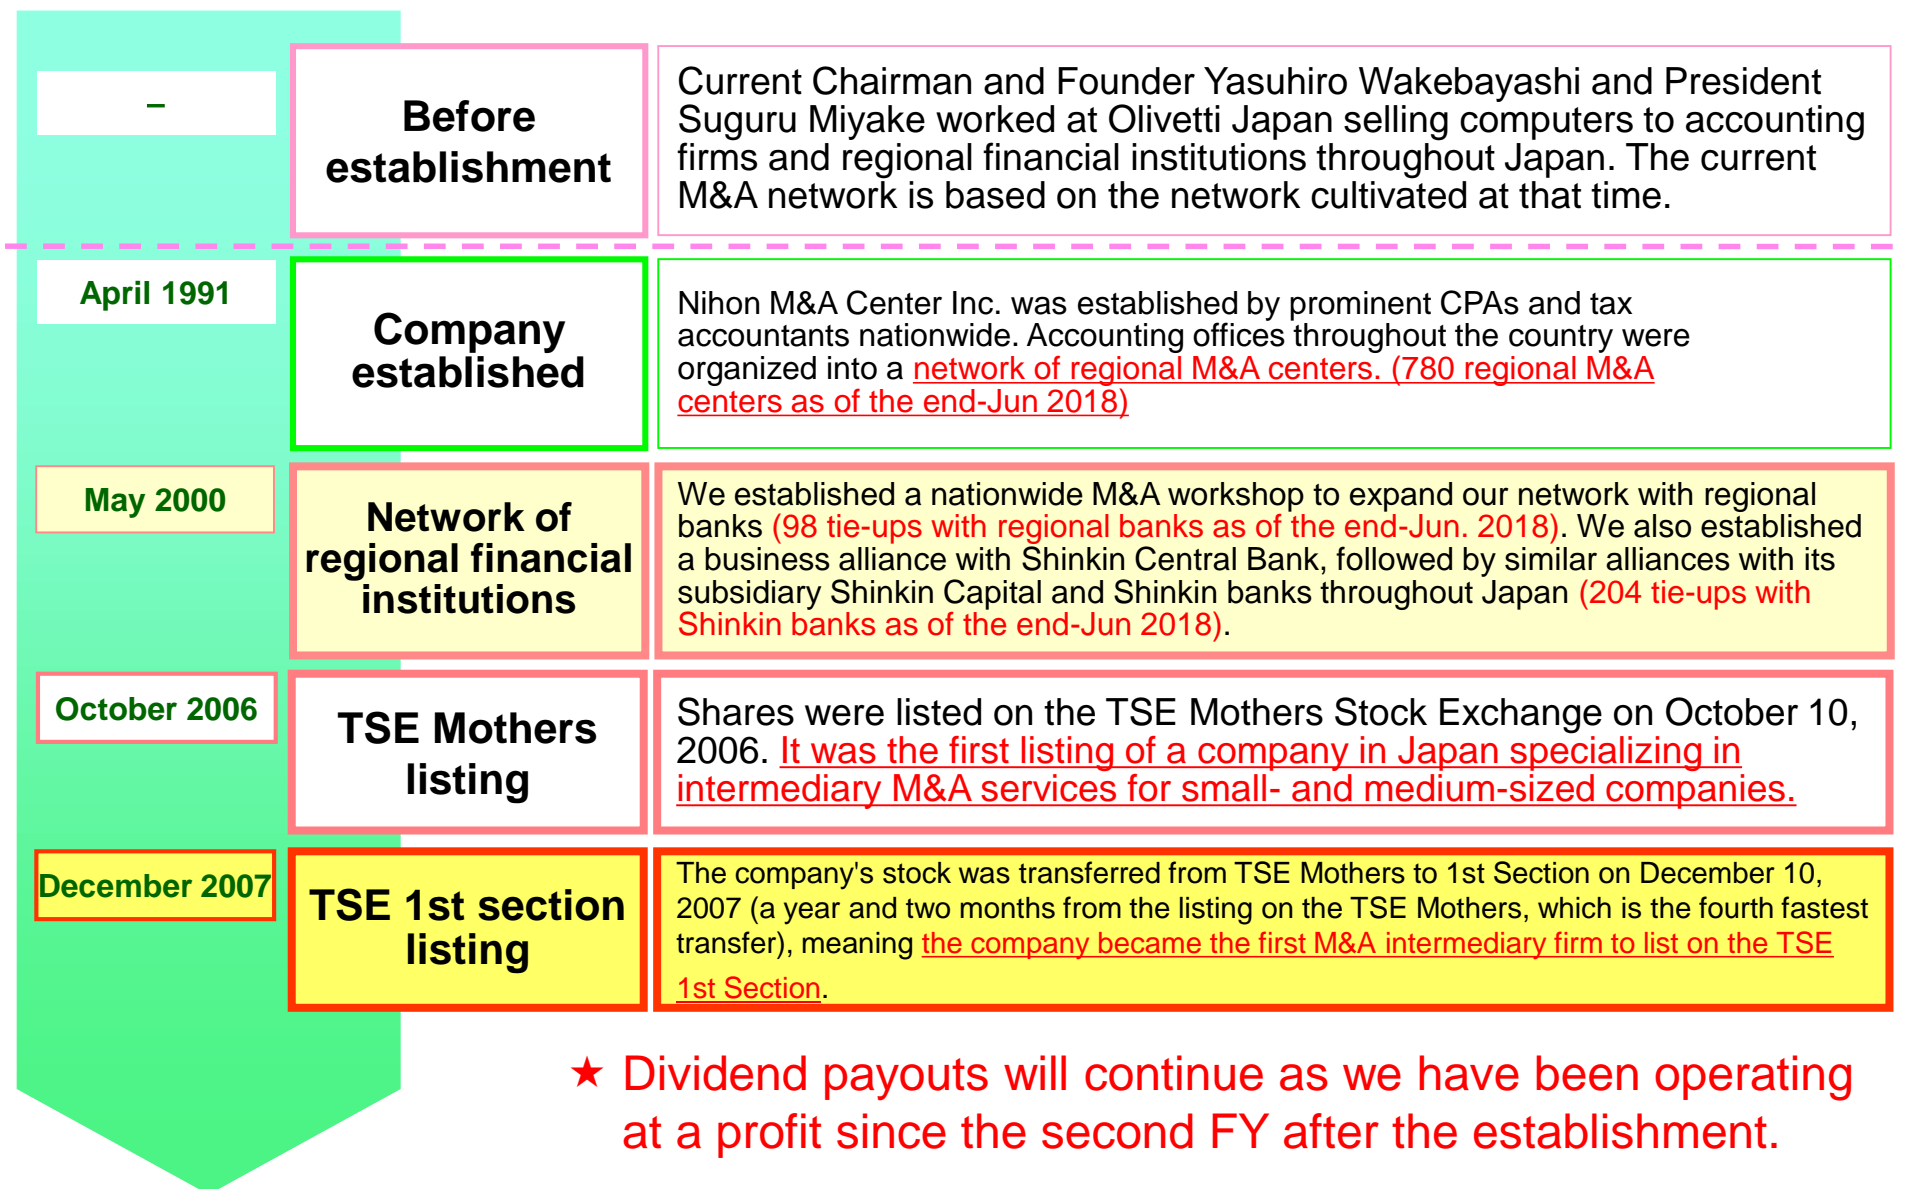 –
Before
establishment
Current Chairman and Founder Yasuhiro Wakebayashi and President
Suguru Miyake worked at Olivetti Japan selling computers to accounting
firms and regional financial institutions throughout Japan. The current
M&A network is based on the network cultivated at that time.
April 1991
Company
established
Nihon M&A Center Inc. was established by prominent CPAs and tax
accountants nationwide. Accounting offices throughout the country were
organized into a network of regional M&A centers. (780 regional M&A
centers as of the end-Jun 2018)
May 2000
Network of
regional financial
institutions
We established a nationwide M&A workshop to expand our network with regional
banks (98 tie-ups with regional banks as of the end-Jun. 2018). We also established
a business alliance with Shinkin Central Bank, followed by similar alliances with its
subsidiary Shinkin Capital and Shinkin banks throughout Japan (204 tie-ups with
Shinkin banks as of the end-Jun 2018).
October 2006
TSE Mothers
listing
Shares were listed on the TSE Mothers Stock Exchange on October 10,
2006. It was the first listing of a company in Japan specializing in
intermediary M&A services for small- and medium-sized companies.
December 2007
TSE 1st section
listing
The company's stock was transferred from TSE Mothers to 1st Section on December 10,
2007 (a year and two months from the listing on the TSE Mothers, which is the fourth fastest
transfer), meaning the company became the first M&A intermediary firm to list on the TSE
1st Section.
★ Dividend payouts will continue as we have been operating
at a profit since the second FY after the establishment.